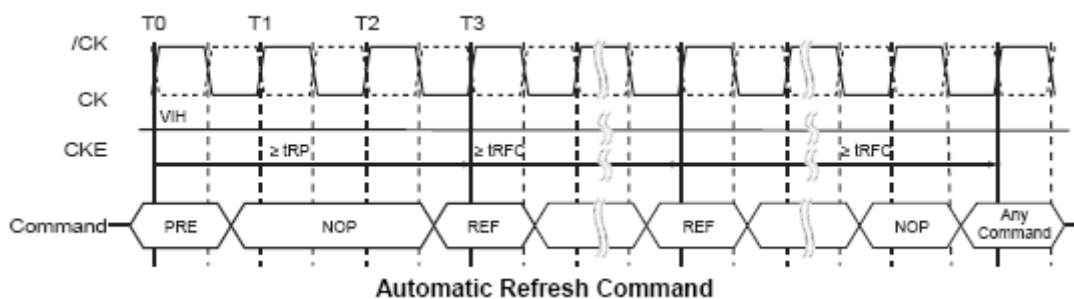 T0 T1 T2 T3
/CK
CK
VIH
CKE
≥ tRP ≥ tRFC ≥ tRFC
Command PRE NOP REF REF NOP Any Command
Automatic Refresh Command